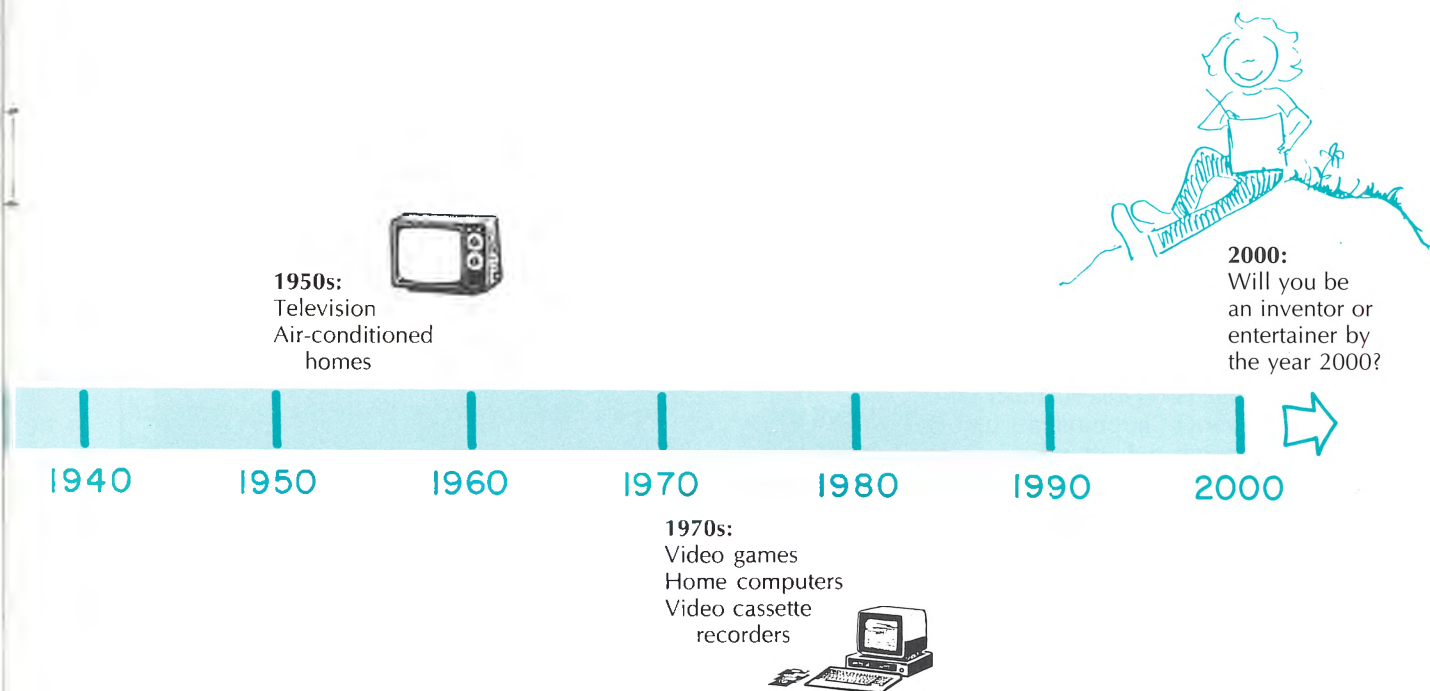 1950s:
Television
Air-conditioned
homes
2000:
Will you be
an inventor or
entertainer by
the year 2000?
1940 1950 1960 1970 1980 1990 2000
1970s:
Video games
Home computers
Video cassette
recorders